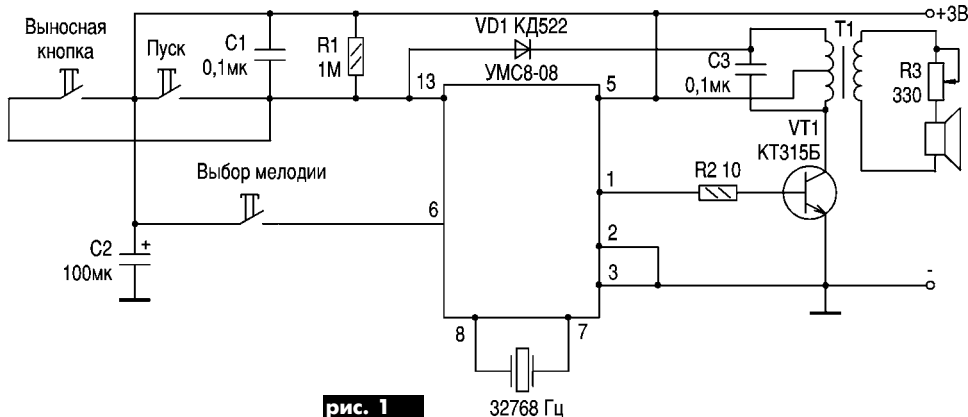 Выносная
кнопка
Пуск
C1
0,1мк
R1
1М
VD1 КД522
УМС8-08
+3В
T1
C3
0,1мк
R3
330
13
5
VT1
КТ315Б
Выбор мелодии
R2 10
1
6
2
C2
+
100мк
3
-
8
7
рис. 1
32768 Гц